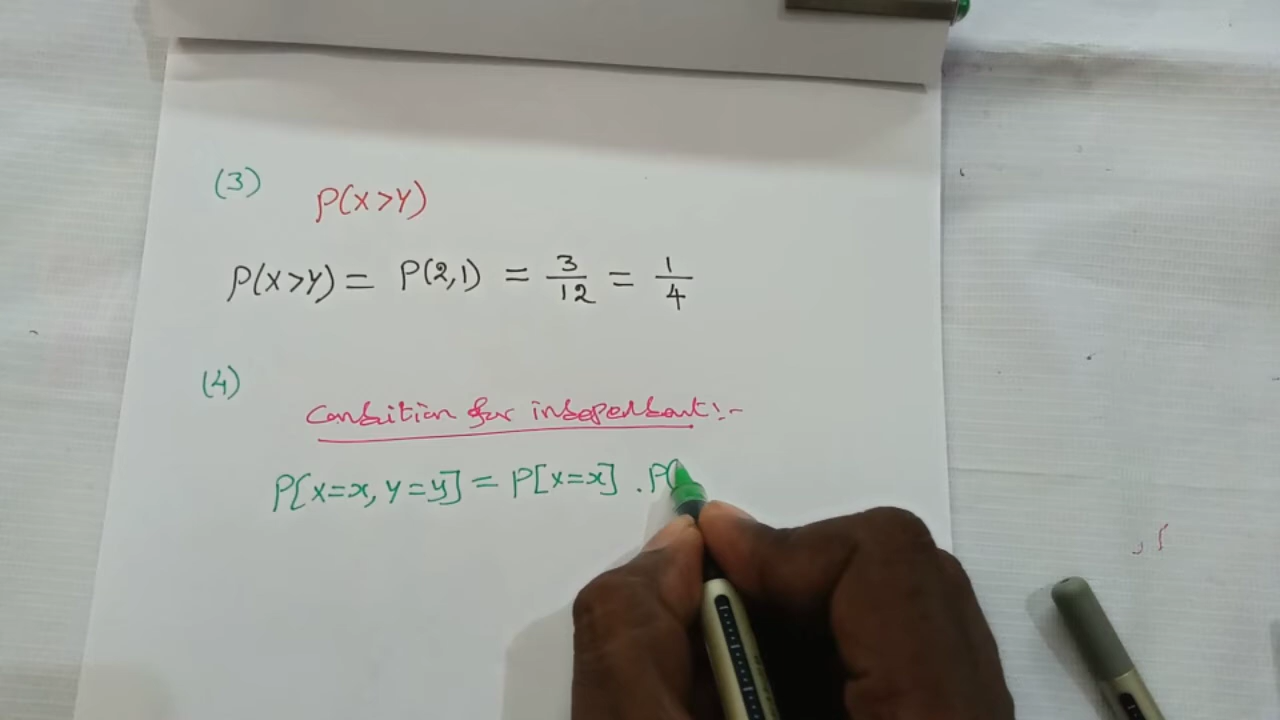 (3)
P(X>Y)
P(X>Y) = P(2,1) = 3/12 = 1/4
(4)
Condition for independent:-
P[X=x, Y=y] = P[X=x] . P[